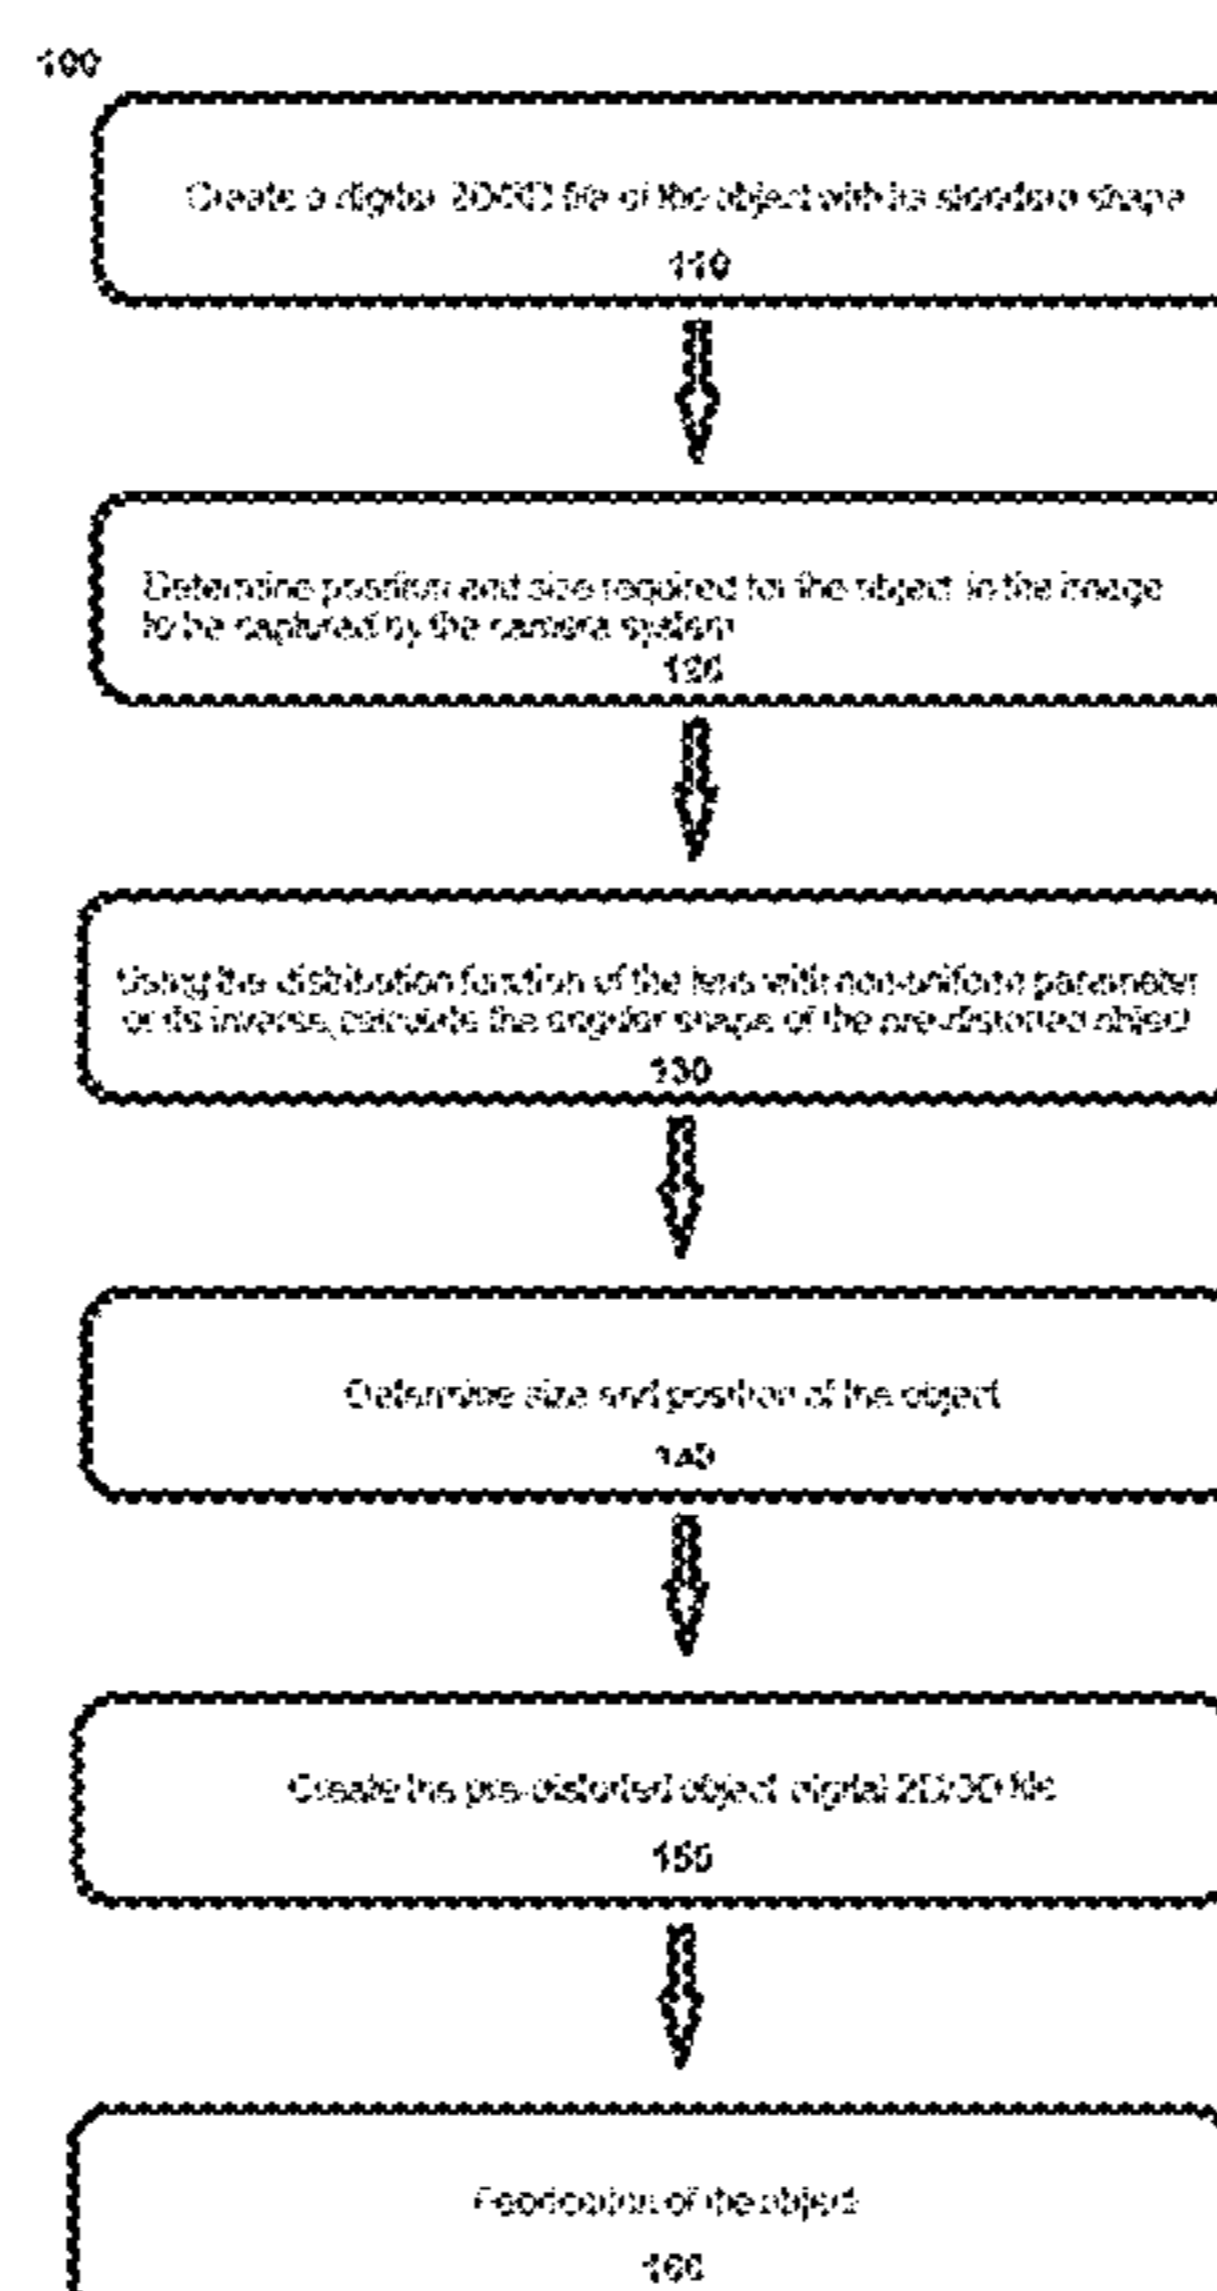 100
Create a digital 2D/3D file of the object with its standard shape
110
Determine position and size required for the object in the image
to be captured by the camera system
120
Using the distribution function of the lens with non-uniform parameter
or its inverse, calculate the angular shape of the pre-distorted object
130
Determine size and position of the object
140
Create the pre-distorted object digital 2D/3D file
150
Fabrication of the object
160